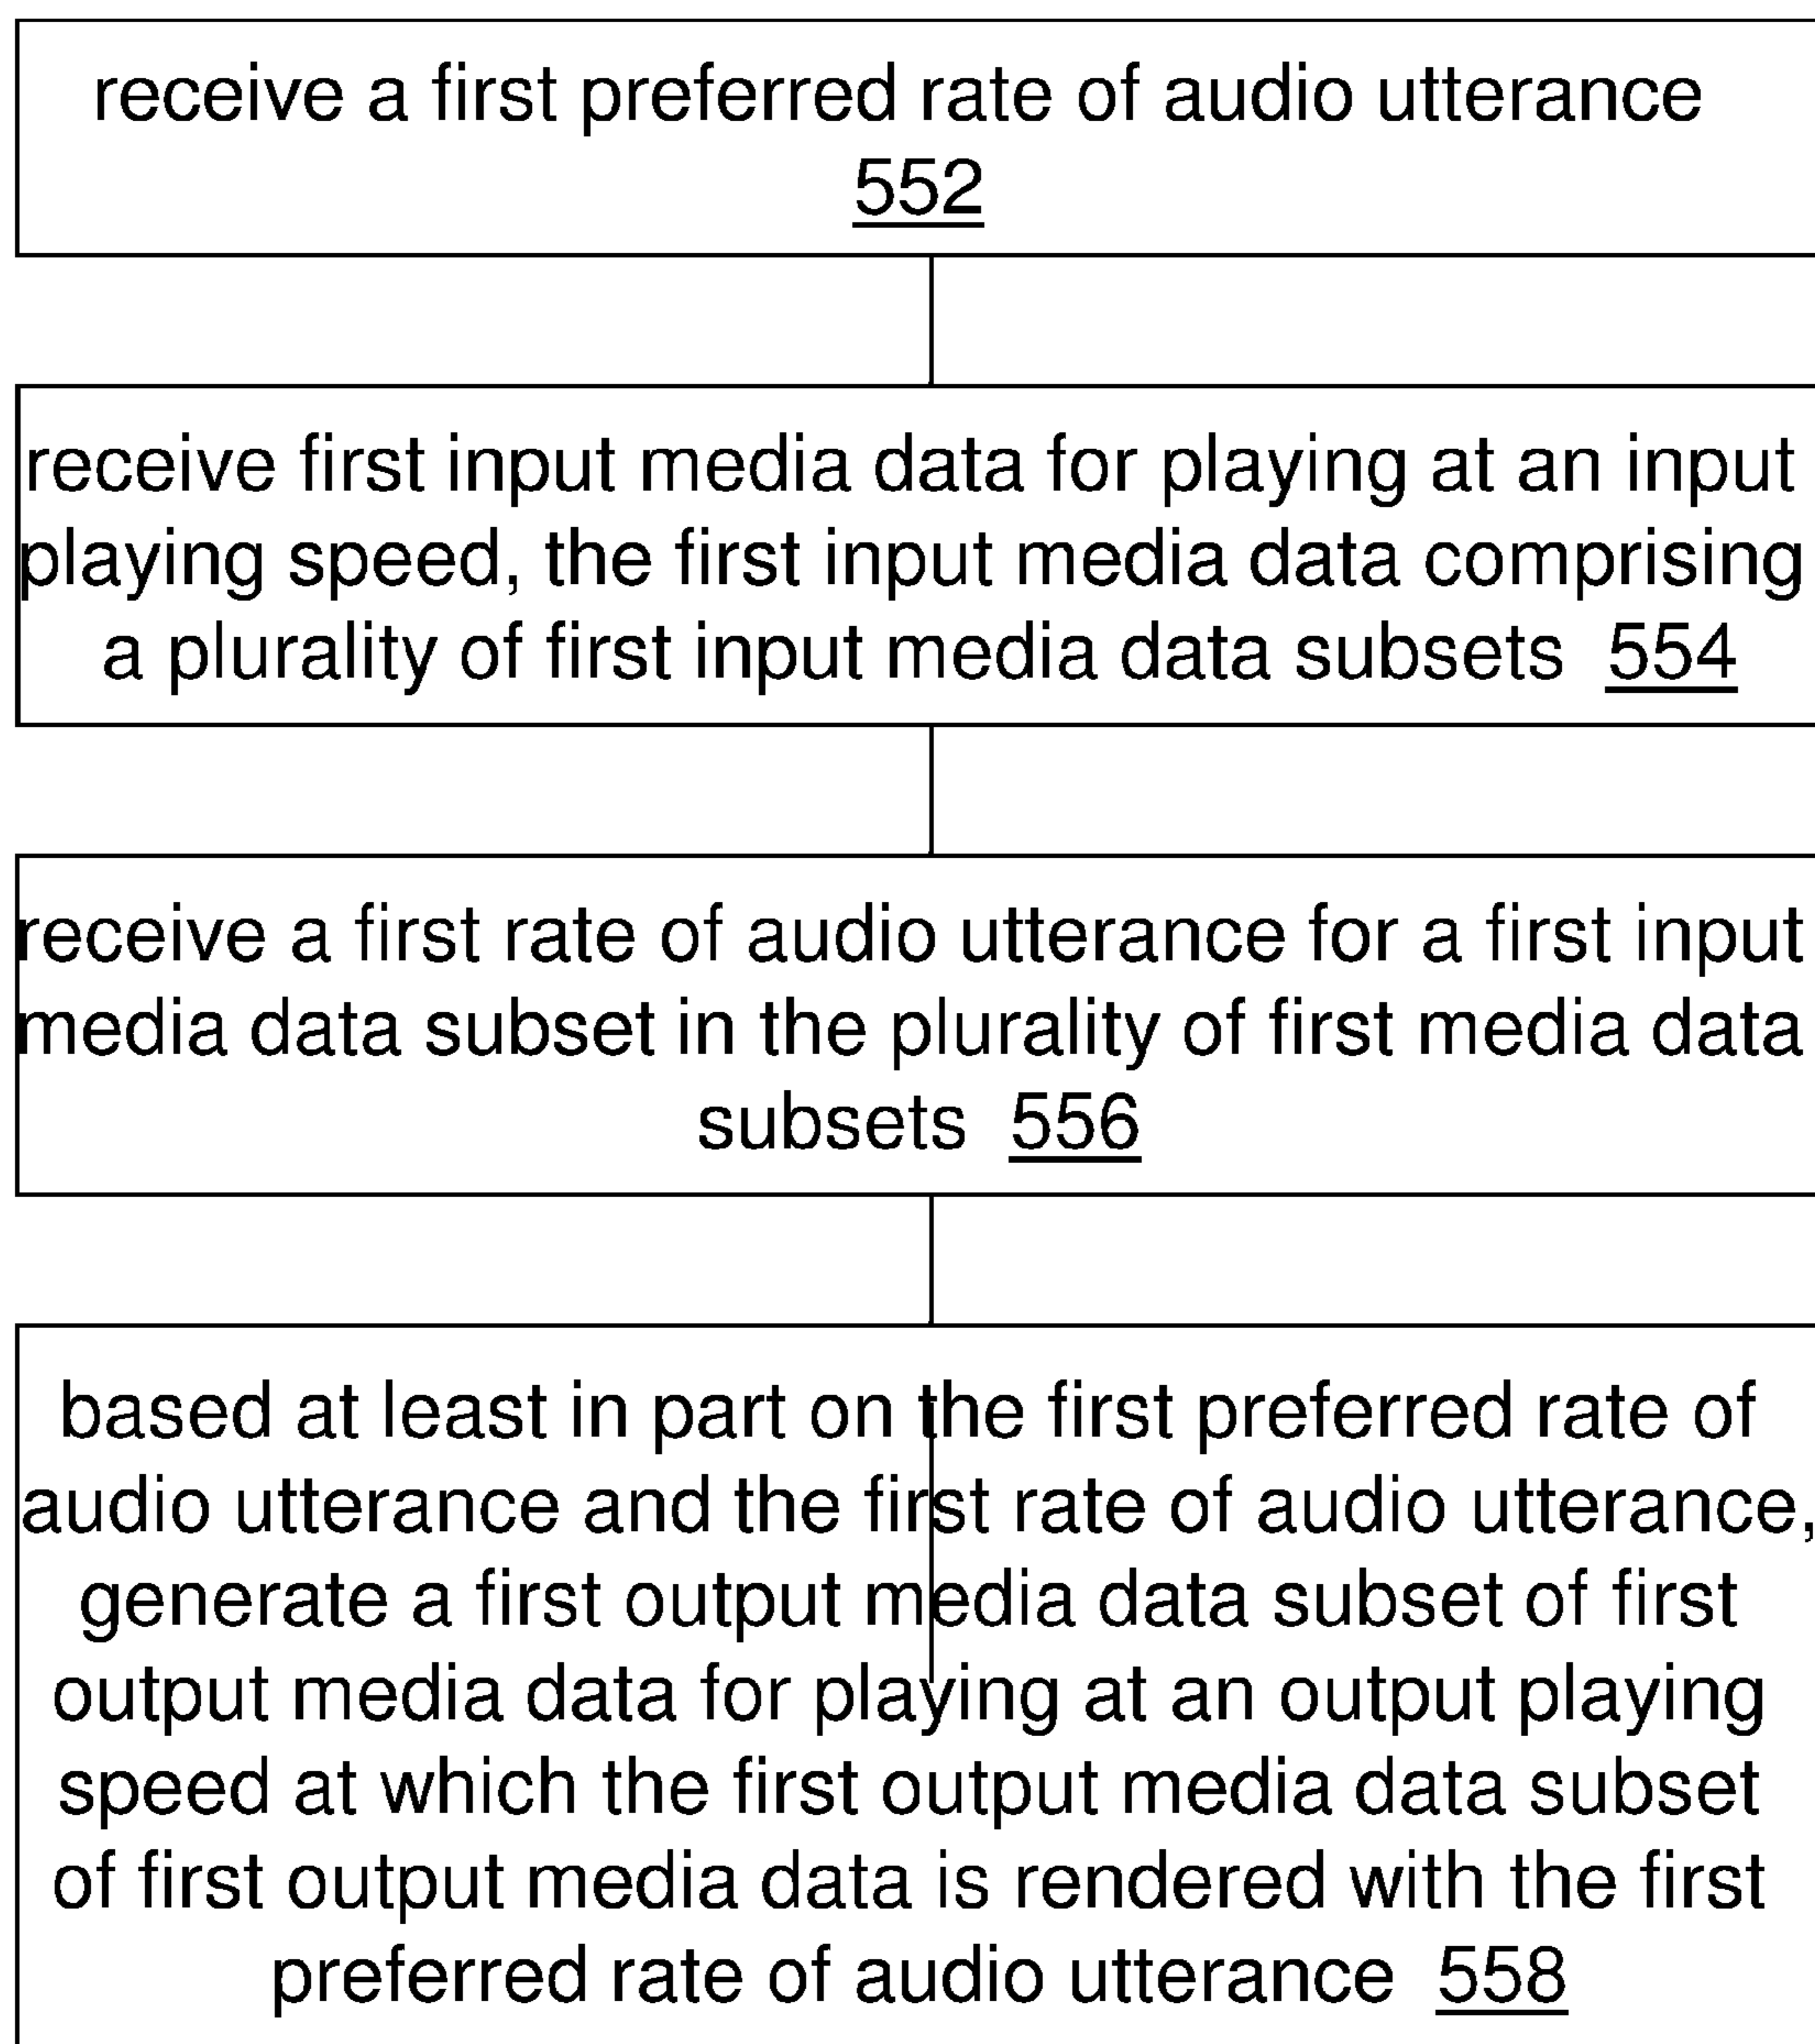 receive a first preferred rate of audio utterance
552
receive first input media data for playing at an input
playing speed, the first input media data comprising
a plurality of first input media data subsets 554
receive a first rate of audio utterance for a first input
media data subset in the plurality of first media data
subsets 556
based at least in part on the first preferred rate of
audio utterance and the first rate of audio utterance,
generate a first output media data subset of first
output media data for playing at an output playing
speed at which the first output media data subset
of first output media data is rendered with the first
preferred rate of audio utterance 558